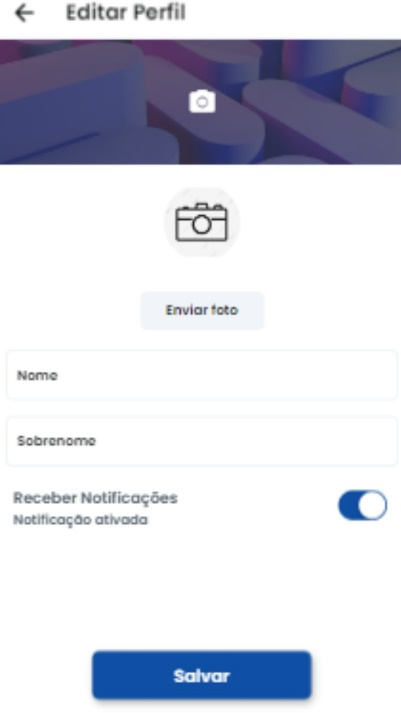 Editar Perfil
Enviar foto
Nome
Sobrenome
Receber Notificações
Notificação ativada
Salvar